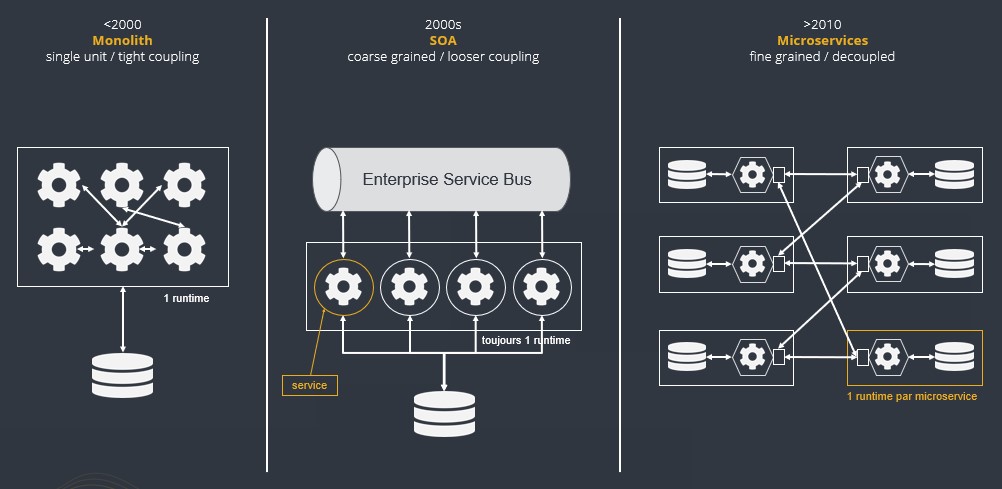 <2000
Monolith
single unit / tight coupling
1 runtime
2000s
SOA
coarse grained / looser coupling
Enterprise Service Bus
toujours 1 runtime
service
>2010
Microservices
fine grained / decoupled
1 runtime par microservice